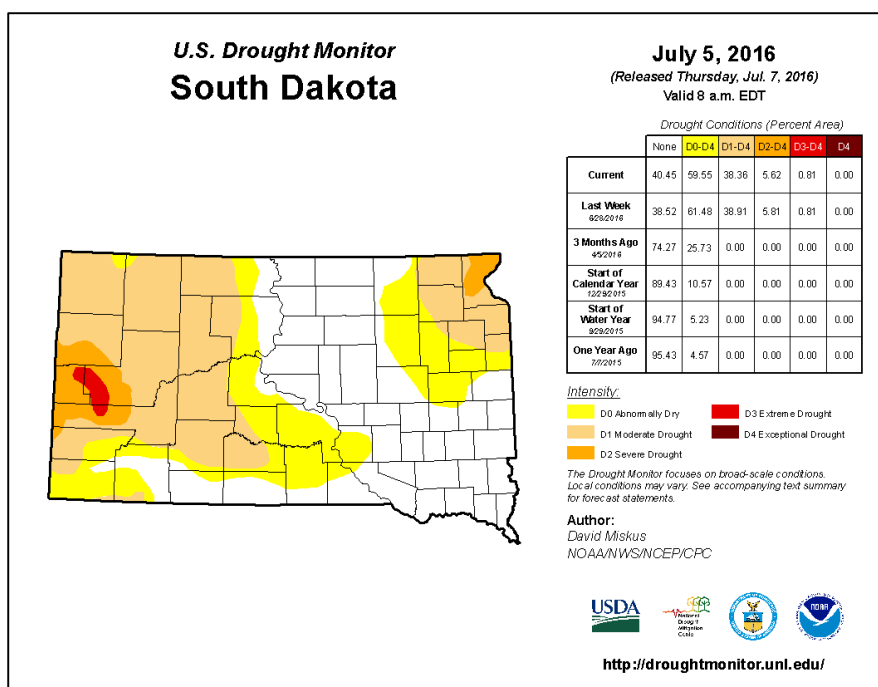 U.S. Drought Monitor
South Dakota
July 5, 2016
(Released Thursday, Jul. 7, 2016)
Valid 8 a.m. EDT
Drought Conditions (Percent Area)
None D0-D4 D1-D4 D2-D4 D3-D4 D4
Current 40.45 59.55 38.36 5.62 0.81 0.00
Last Week 38.52 61.48 38.91 5.81 0.81 0.00
6/28/2016
3 Months Ago 74.27 25.73 0.00 0.00 0.00 0.00
4/5/2016
Start of
Calendar Year 89.43 10.57 0.00 0.00 0.00 0.00
12/29/2015
Start of
Water Year 94.77 5.23 0.00 0.00 0.00 0.00
9/29/2015
One Year Ago 95.43 4.57 0.00 0.00 0.00 0.00
7/7/2015
Intensity:
D0 Abnormally Dry
D3 Extreme Drought
D1 Moderate Drought
D4 Exceptional Drought
D2 Severe Drought
The Drought Monitor focuses on broad-scale conditions.
Local conditions may vary. See accompanying text summary
for forecast statements.
Author:
David Miskus
NOAA/NWS/NCEP/CPC
USDA
National
Drought
Mitigation
Center
NOAA
http://droughtmonitor.unl.edu/